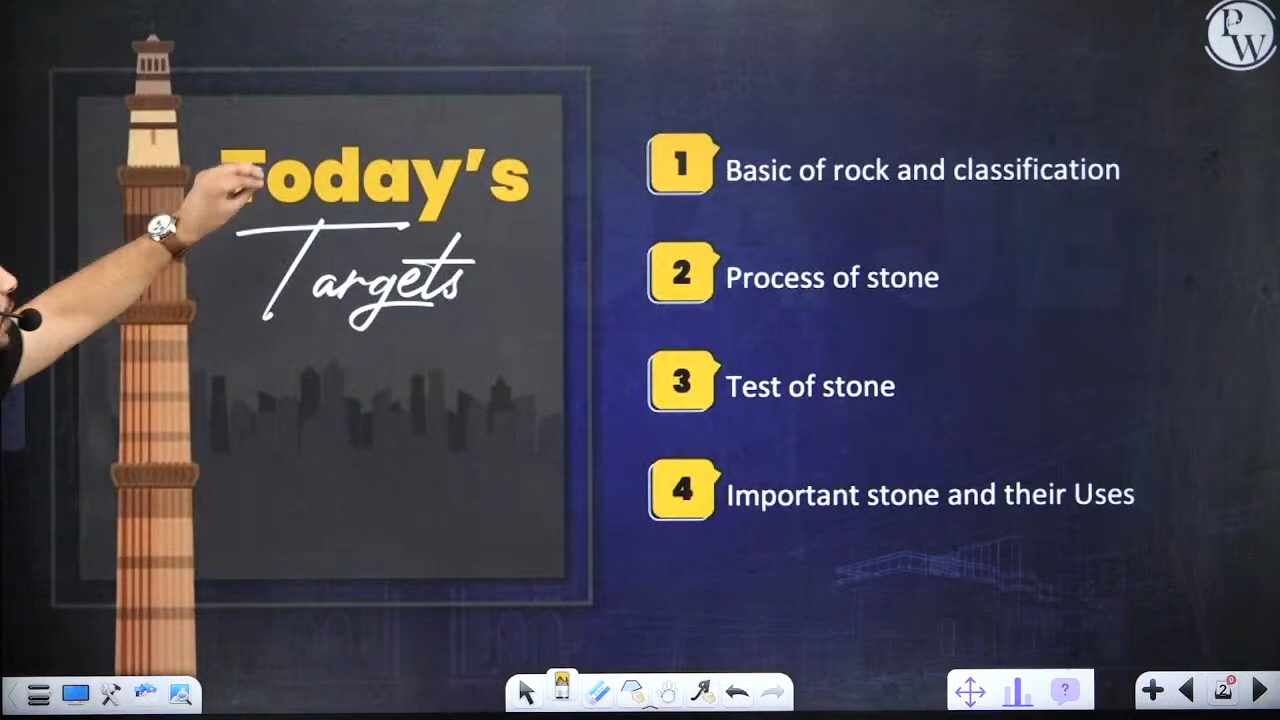 PW
Today's
Targets
1 Basic of rock and classification
2 Process of stone
3 Test of stone
4 Important stone and their Uses
2